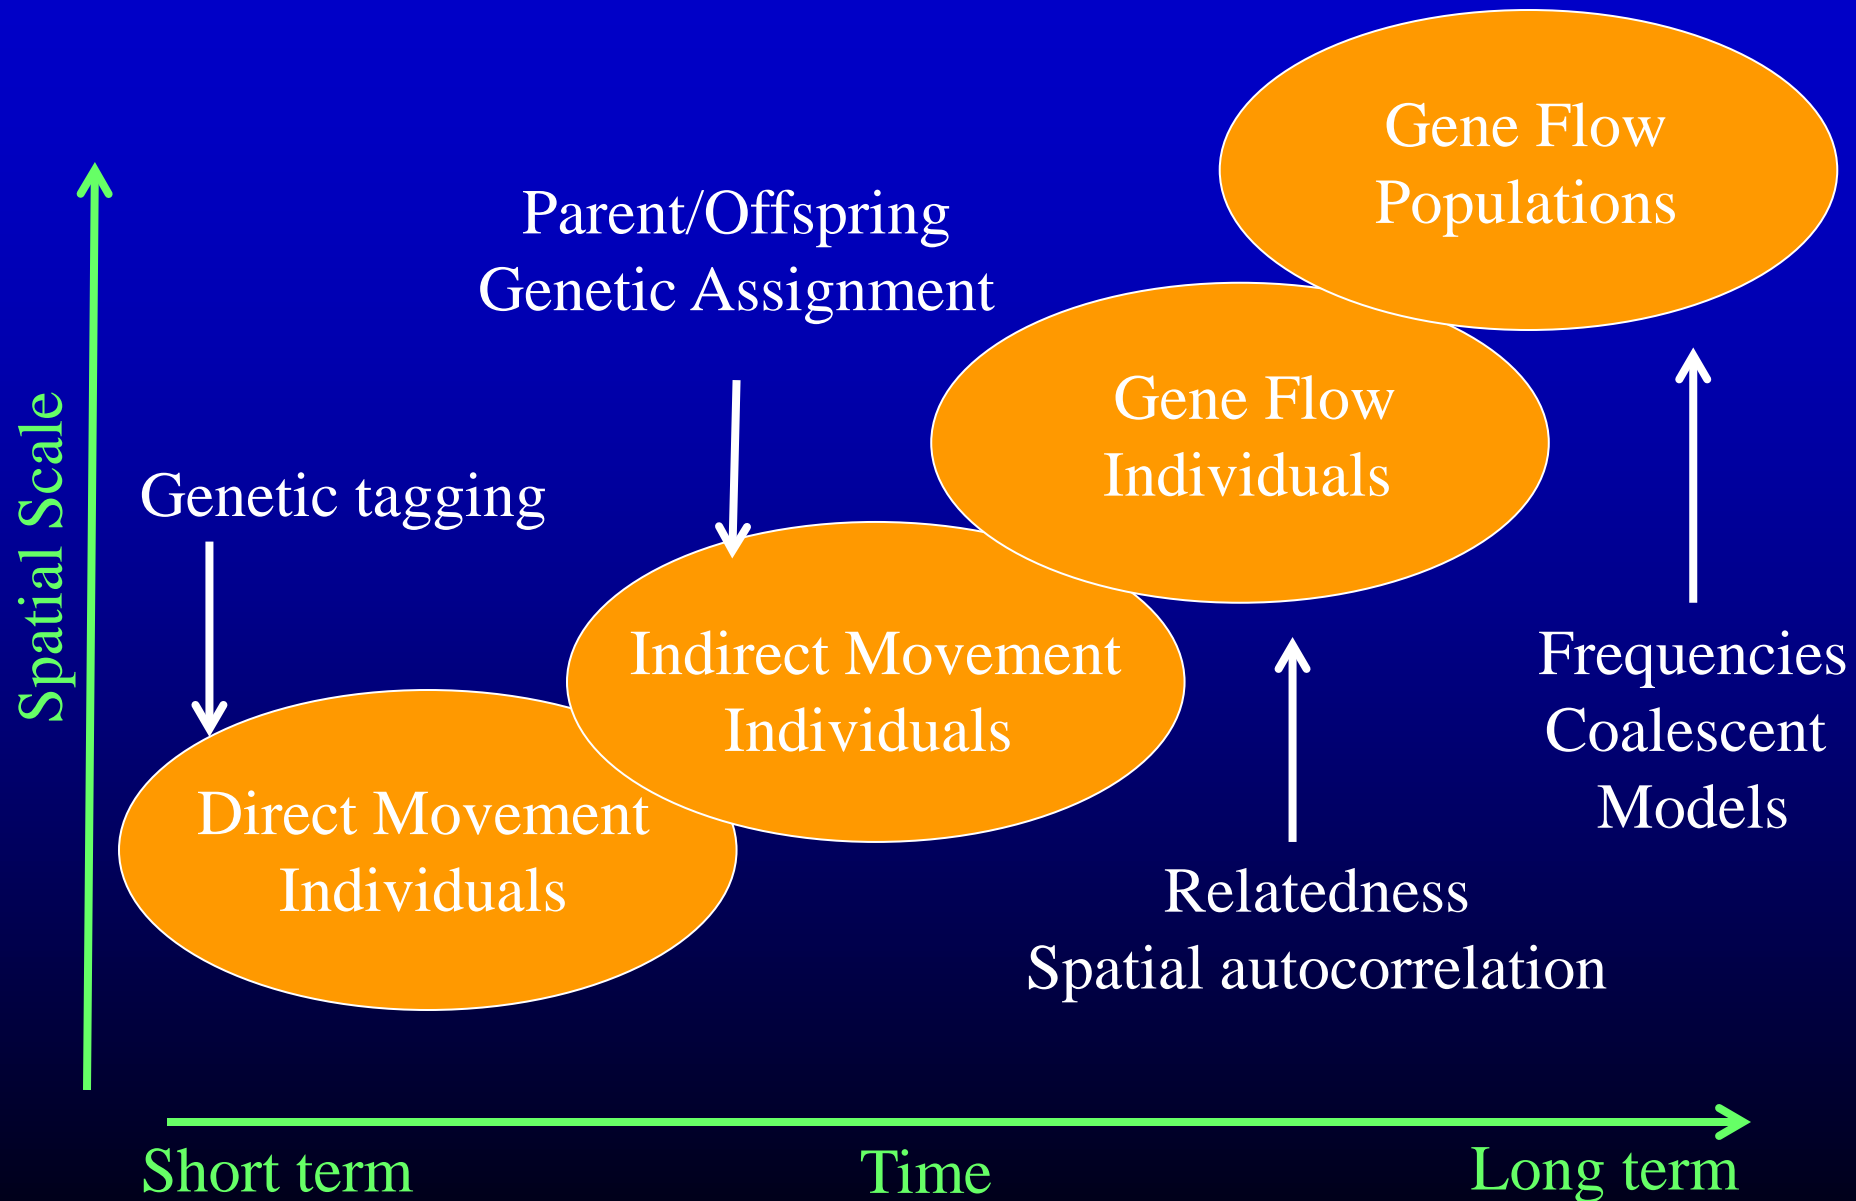 Gene Flow
Populations
Parent/Offspring
Genetic Assignment
Gene Flow
Individuals
Genetic tagging
Spatial Scale
Indirect Movement
Individuals
Frequencies
Coalescent
Models
Direct Movement
Individuals
Relatedness
Spatial autocorrelation
Short term
Time
Long term